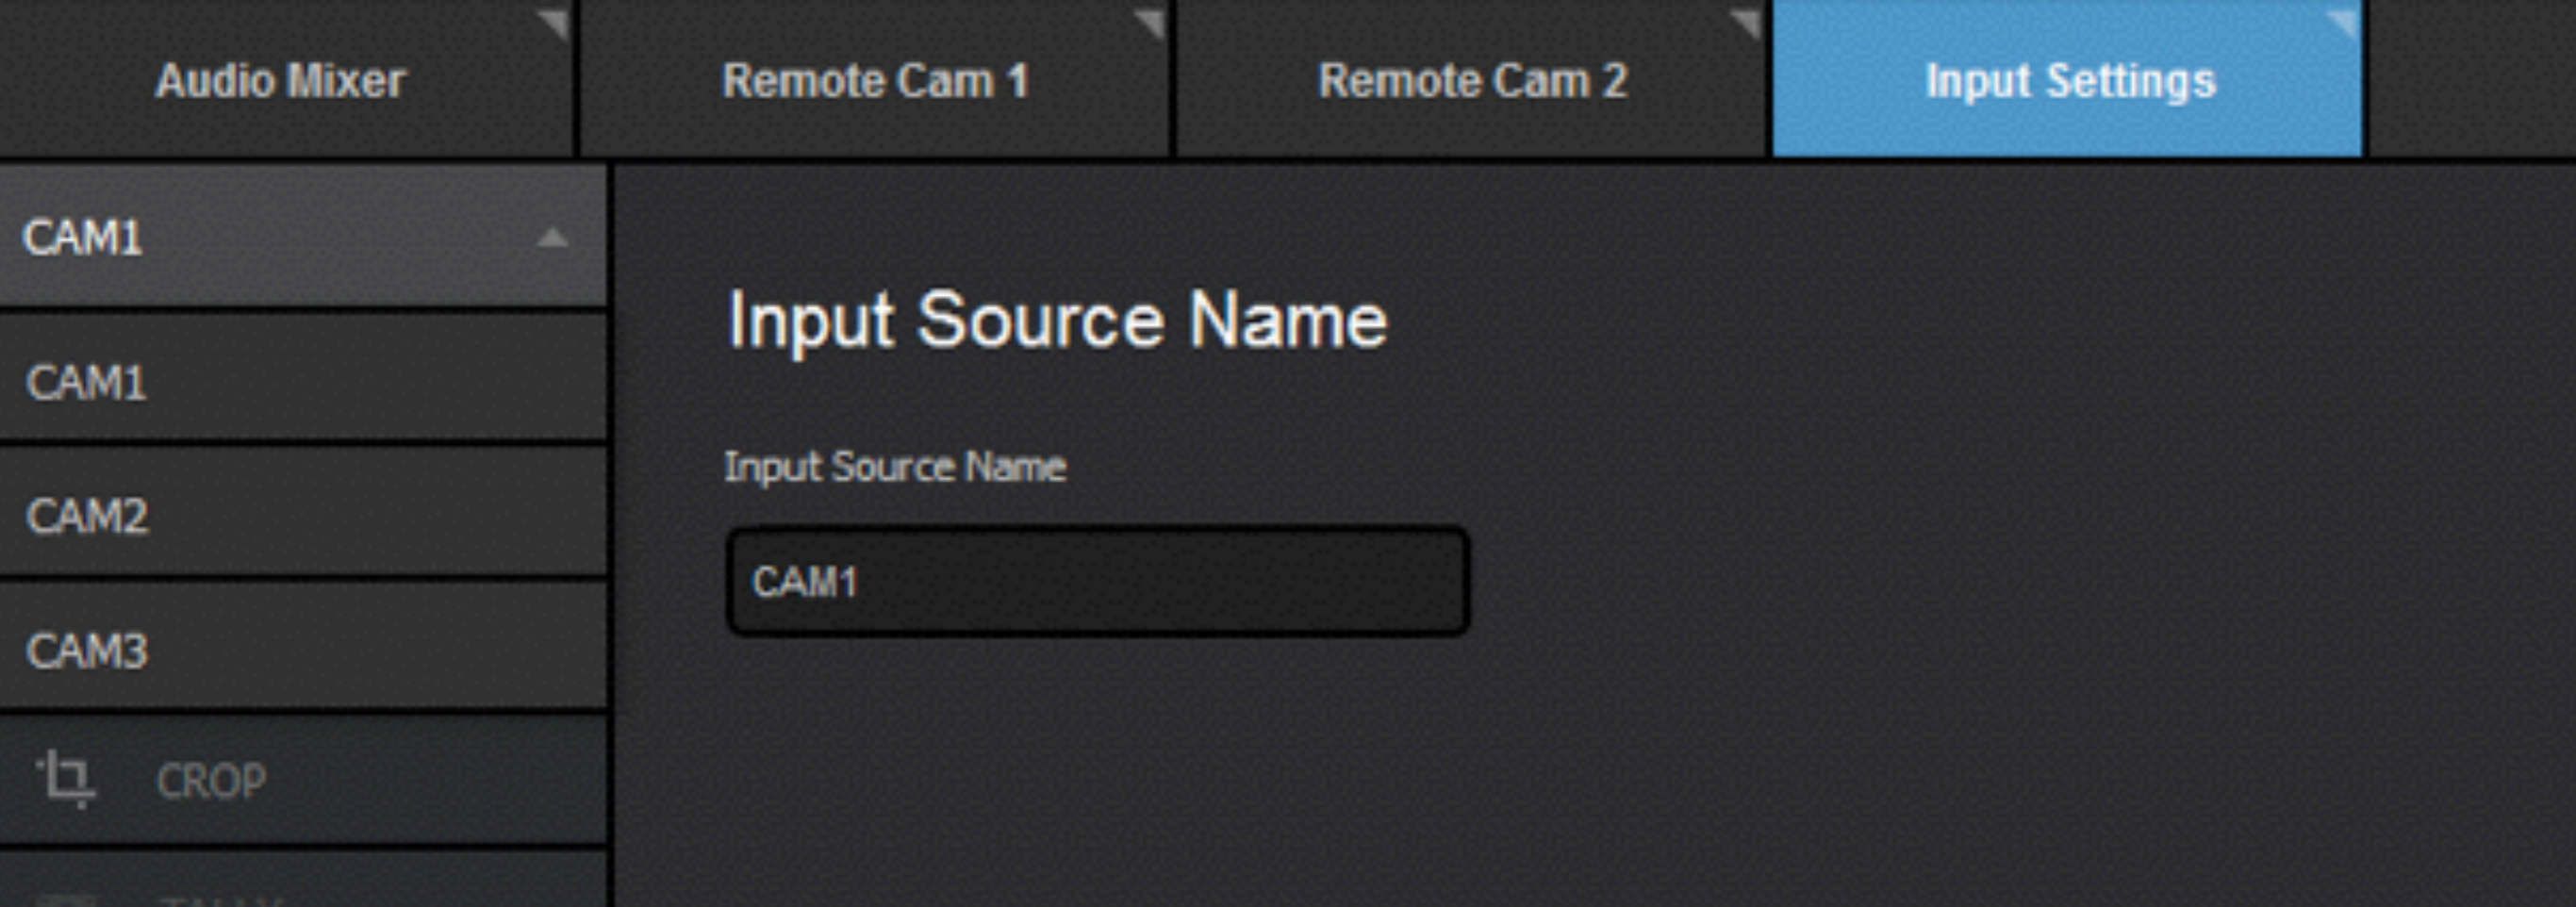 Audio Mixer
Remote Cam 1
Remote Cam 2
Input Settings
CAM1
CAM1
CAM2
CAM3
CROP
Input Source Name
Input Source Name
CAM1